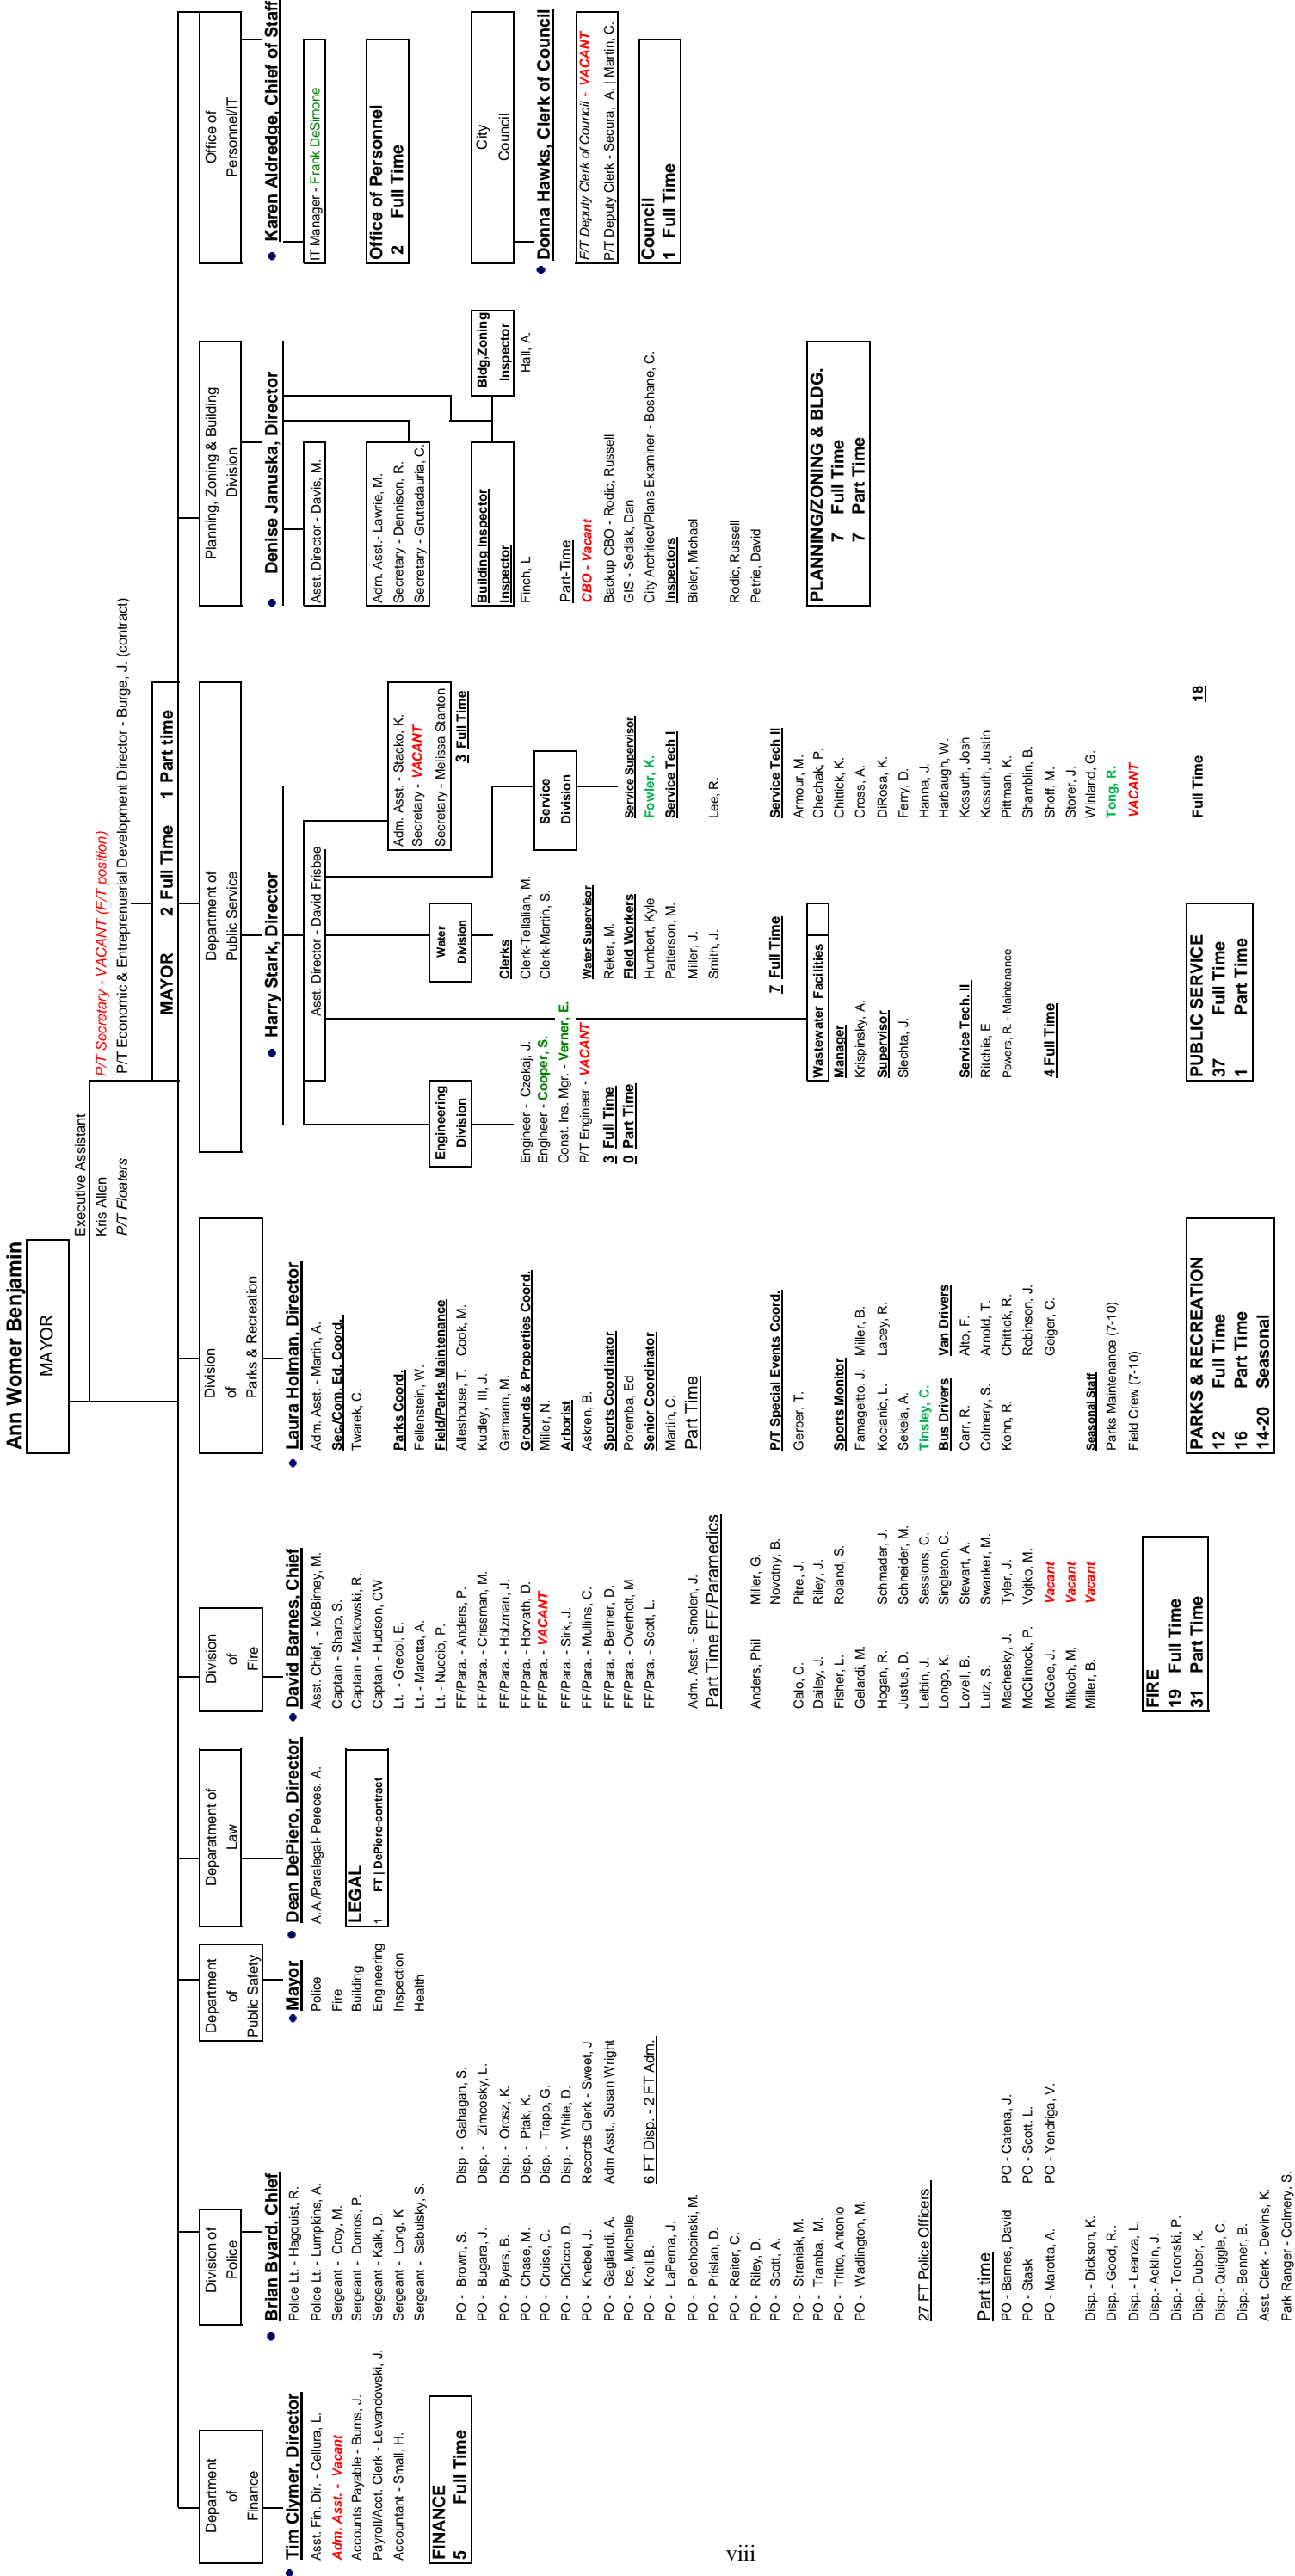 Ann Womer Benjamin
MAYOR
Executive Assistant
Kris Allen
P/T Floaters
P/T Secretary - VACANT (F/T position)
P/T Economic & Entreprenuerial Development Director - Burge, J. (contract)
MAYOR 2 Full Time 1 Part time
Department
of
Finance
Tim Clymer, Director
Asst. Fin. Dir. - Cellura, L.
Adm. Asst. - Vacant
Accounts Payable - Burns, J.
Payroll/Acct. Clerk - Lewandowski, J.
Accountant - Small, H.
FINANCE
5 Full Time
Division of
Police
Brian Byard, Chief
Police Lt. - Hagquist, R.
Police Lt. - Lumpkins, A.
Sergeant - Croy, M.
Sergeant - Domos, P.
Sergeant - Kalk, D.
Sergeant - Long, K
Sergeant - Sabulsky, S.
PO - Brown, S
PO - Bugara, J.
PO - Byers, B.
PO - Chase, M.
PO - Cruise, C.
PO - DiCicco, D.
PO - Knebel, J.
PO - Gagliardi, A.
PO - Ice, Michelle
PO - Kroll,B.
PO - LaPerna, J.
PO - Piechocinski, M.
PO - Prislan, D.
PO - Reiter, C.
PO - Riley, D.
PO - Scott, A.
PO - Straniak, M.
PO - Tramba, M.
PO - Tritto, Antonio
PO - Wadlington, M.
Disp - Gahagan, S.
Disp. - Zimcosky, L.
Disp. - Orosz, K.
Disp. - Ptak, K.
Disp. - Trapp, G.
Disp. - White, D.
Records Clerk - Sweet, J
Adm Asst., Susan Wright
6 FT Disp. - 2 FT Adm.
27 FT Police Officers
Part time
PO - Barnes, David PO - Catena, J.
PO - Stask PO - Scott. L.
PO - Marotta, A. PO - Yendriga, V.
Disp. - Dickson, K.
Disp. - Good, R..
Disp. - Leanza, L.
Disp.- Acklin, J.
Disp.- Toronski, P.
Disp.- Duber, K.
Disp.- Quiggle, C.
Disp.- Benner, B.
Asst. Clerk - Devins, K.
Park Ranger - Colmery, S.
Department
of
Public Safety
Mayor
Police
Fire
Building
Engineering
Inspection
Health
Deparatment of
Law
Dean DePiero, Director
A.A./Paralegal- Pereces. A.
LEGAL
1 FT | DePiero-contract
Division
of
Fire
David Barnes, Chief
Asst. Chief, - McBirney, M.
Captain - Sharp, S.
Captain - Matkowski, R.
Captain - Hudson, CW
Lt. - Grecol, E.
Lt. - Marotta, A.
Lt. - Nuccio, P.
FF/Para. - Anders, P.
FF/Para. - Crissman, M.
FF/Para. - Holzman, J.
FF/Para. - Horvath, D.
FF/Para. - VACANT
FF/Para. - Sirk, J.
FF/Para. - Mullins, C.
FF/Para. - Benner, D.
FF/Para. - Overholt, M
FF/Para. - Scott, L.
Adm. Asst. - Smolen, J.
Part Time FF/Paramedics
Anders, Phil Miller, G.
Novotny, B.
Calo, C. Pitre, J.
Dailey, J. Riley, J.
Fisher, L. Roland, S.
Gelardi, M.
Hogan, R. Schmader, J.
Justus, D. Schneider, M.
Leibin, J. Sessions, C.
Longo, K. Singleton, C.
Lovell, B. Stewart, A.
Lutz, S. Swanker, M.
Machesky, J. Tyler, J.
McClintock, P. Vojtko, M.
McGee, J. Vacant
Mikoch, M. Vacant
Miller, B. Vacant
FIRE
19 Full Time
31 Part Time
Division
of
Parks & Recreation
Laura Holman, Director
Adm. Asst. - Martin, A.
Sec./Com. Ed. Coord.
Twarek, C.
Parks Coord.
Fellenstein, W.
Field/Parks Maintenance
Alleshouse, T. Cook, M.
Kudley, III, J.
Germann, M.
Grounds & Properties Coord.
Miller, N.
Arborist
Askren, B.
Sports Coordinator
Poremba, Ed
Senior Coordinator
Martin, C.
Part Time
P/T Special Events Coord.
Gerber, T.
Sports Monitor
Famageltto, J. Miller, B.
Kocianic, L. Lacey, R.
Sekela, A.
Tinsley, C.
Bus Drivers Van Drivers
Carr, R. Alto, F.
Colmery, S. Arnold, T.
Kohn, R. Chittick, R.
Robinson, J.
Geiger, C.
Seasonal Staff
Parks Maintenance (7-10)
Field Crew (7-10)
PARKS & RECREATION
12 Full Time
16 Part Time
14-20 Seasonal
Department of
Public Service
Harry Stark, Director
Asst. Director - David Frisbee
Adm. Asst. - Stacko, K.
Secretary - VACANT
Secretary - Melissa Stanton
3 Full Time
Engineering
Division
Engineer - Czekaj, J.
Engineer - Cooper, S.
Const. Ins. Mgr. - Verner, E.
P/T Engineer - VACANT
3 Full Time
0 Part Time
Water
Division
Clerks
Clerk-Tellalian, M.
Clerk-Martin, S.
Water Supervisor
Reker, M.
Field Workers
Humbert, Kyle
Patterson, M.
Miller, J.
Smith, J.
7 Full Time
Wastewater Facilities
Manager
Krispinsky, A.
Supervisor
Slechta, J.
Service Tech. II
Ritchie, E
Powers, R. - Maintenance
4 Full Time
Service
Division
Service Supervisor
Fowler, K.
Service Tech I
Lee, R.
Service Tech II
Armour, M.
Chechak, P.
Chittick, K.
Cross, A.
DiRosa, K.
Ferry, D.
Hanna, J.
Harbaugh, W.
Kossuth, Josh
Kossuth, Justin
Pittman, K.
Shamblin, B.
Shoff, M.
Storer, J.
Winland, G.
Tong, R.
VACANT
Full Time 18
PUBLIC SERVICE
37 Full Time
1 Part Time
Planning, Zoning & Building
Division
Denise Januska, Director
Asst. Director - Davis, M.
Adm. Asst.- Lawrie, M.
Secretary - Dennison, R.
Secretary - Gruttadauria, C.
Building Inspector
Inspector
Finch, L
Bldg,Zoning
Inspector
Hall, A.
Part-Time
CBO - Vacant
Backup CBO - Rodic, Russell
GIS - Sedlak, Dan
City Architect/Plans Examiner - Boshane, C.
Inspectors
Bieler, Michael
Rodic, Russell
Petrie, David
PLANNING/ZONING & BLDG.
7 Full Time
7 Part Time
Office of
Personnel/IT
Karen Aldredge, Chief of Staff
IT Manager - Frank DeSimone
Office of Personnel
2 Full Time
City
Council
Donna Hawks, Clerk of Council
F/T Deputy Clerk of Council - VACANT
P/T Deputy Clerk - Secura, A. | Martin, C.
Council
1 Full Time
viii